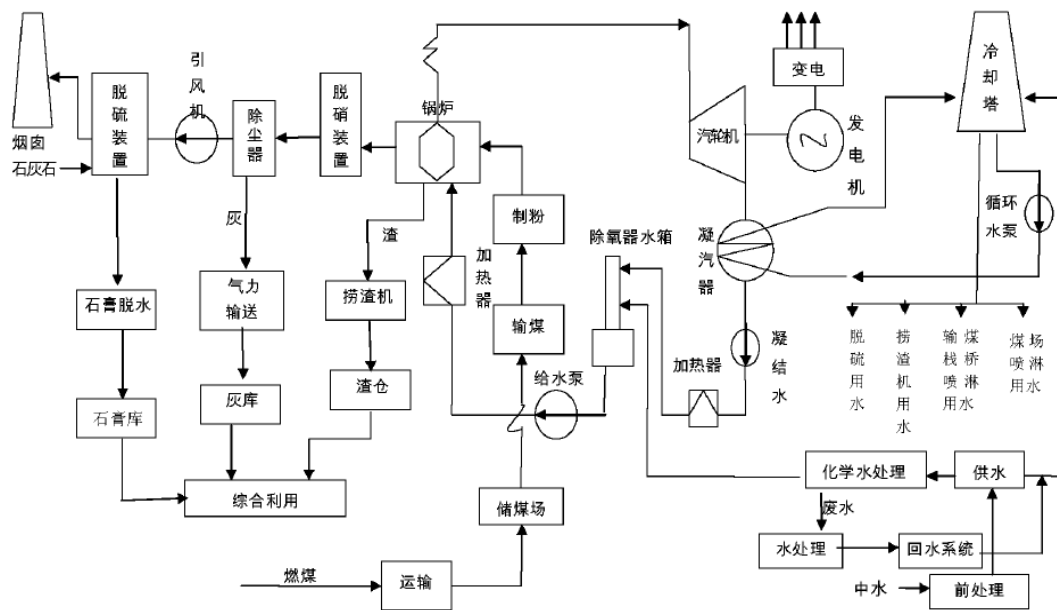 烟囱
石灰石
脱硫装置
引风机
除尘器
脱硝装置
锅炉
汽轮机
变电
发电机
冷却塔
循环
水泵
灰
渣
制粉
加热器
除氧器水箱
凝汽器
石膏脱水
气力
输送
捞渣机
输煤
加热器
凝结水
给水泵
石膏库
灰库
渣仓
脱硫用水
捞渣机用水
输煤
栈桥
喷淋
用水
煤场
喷淋
用水
综合利用
储煤场
化学水处理
供水
废水
水处理
回水系统
燃煤
运输
中水
前处理